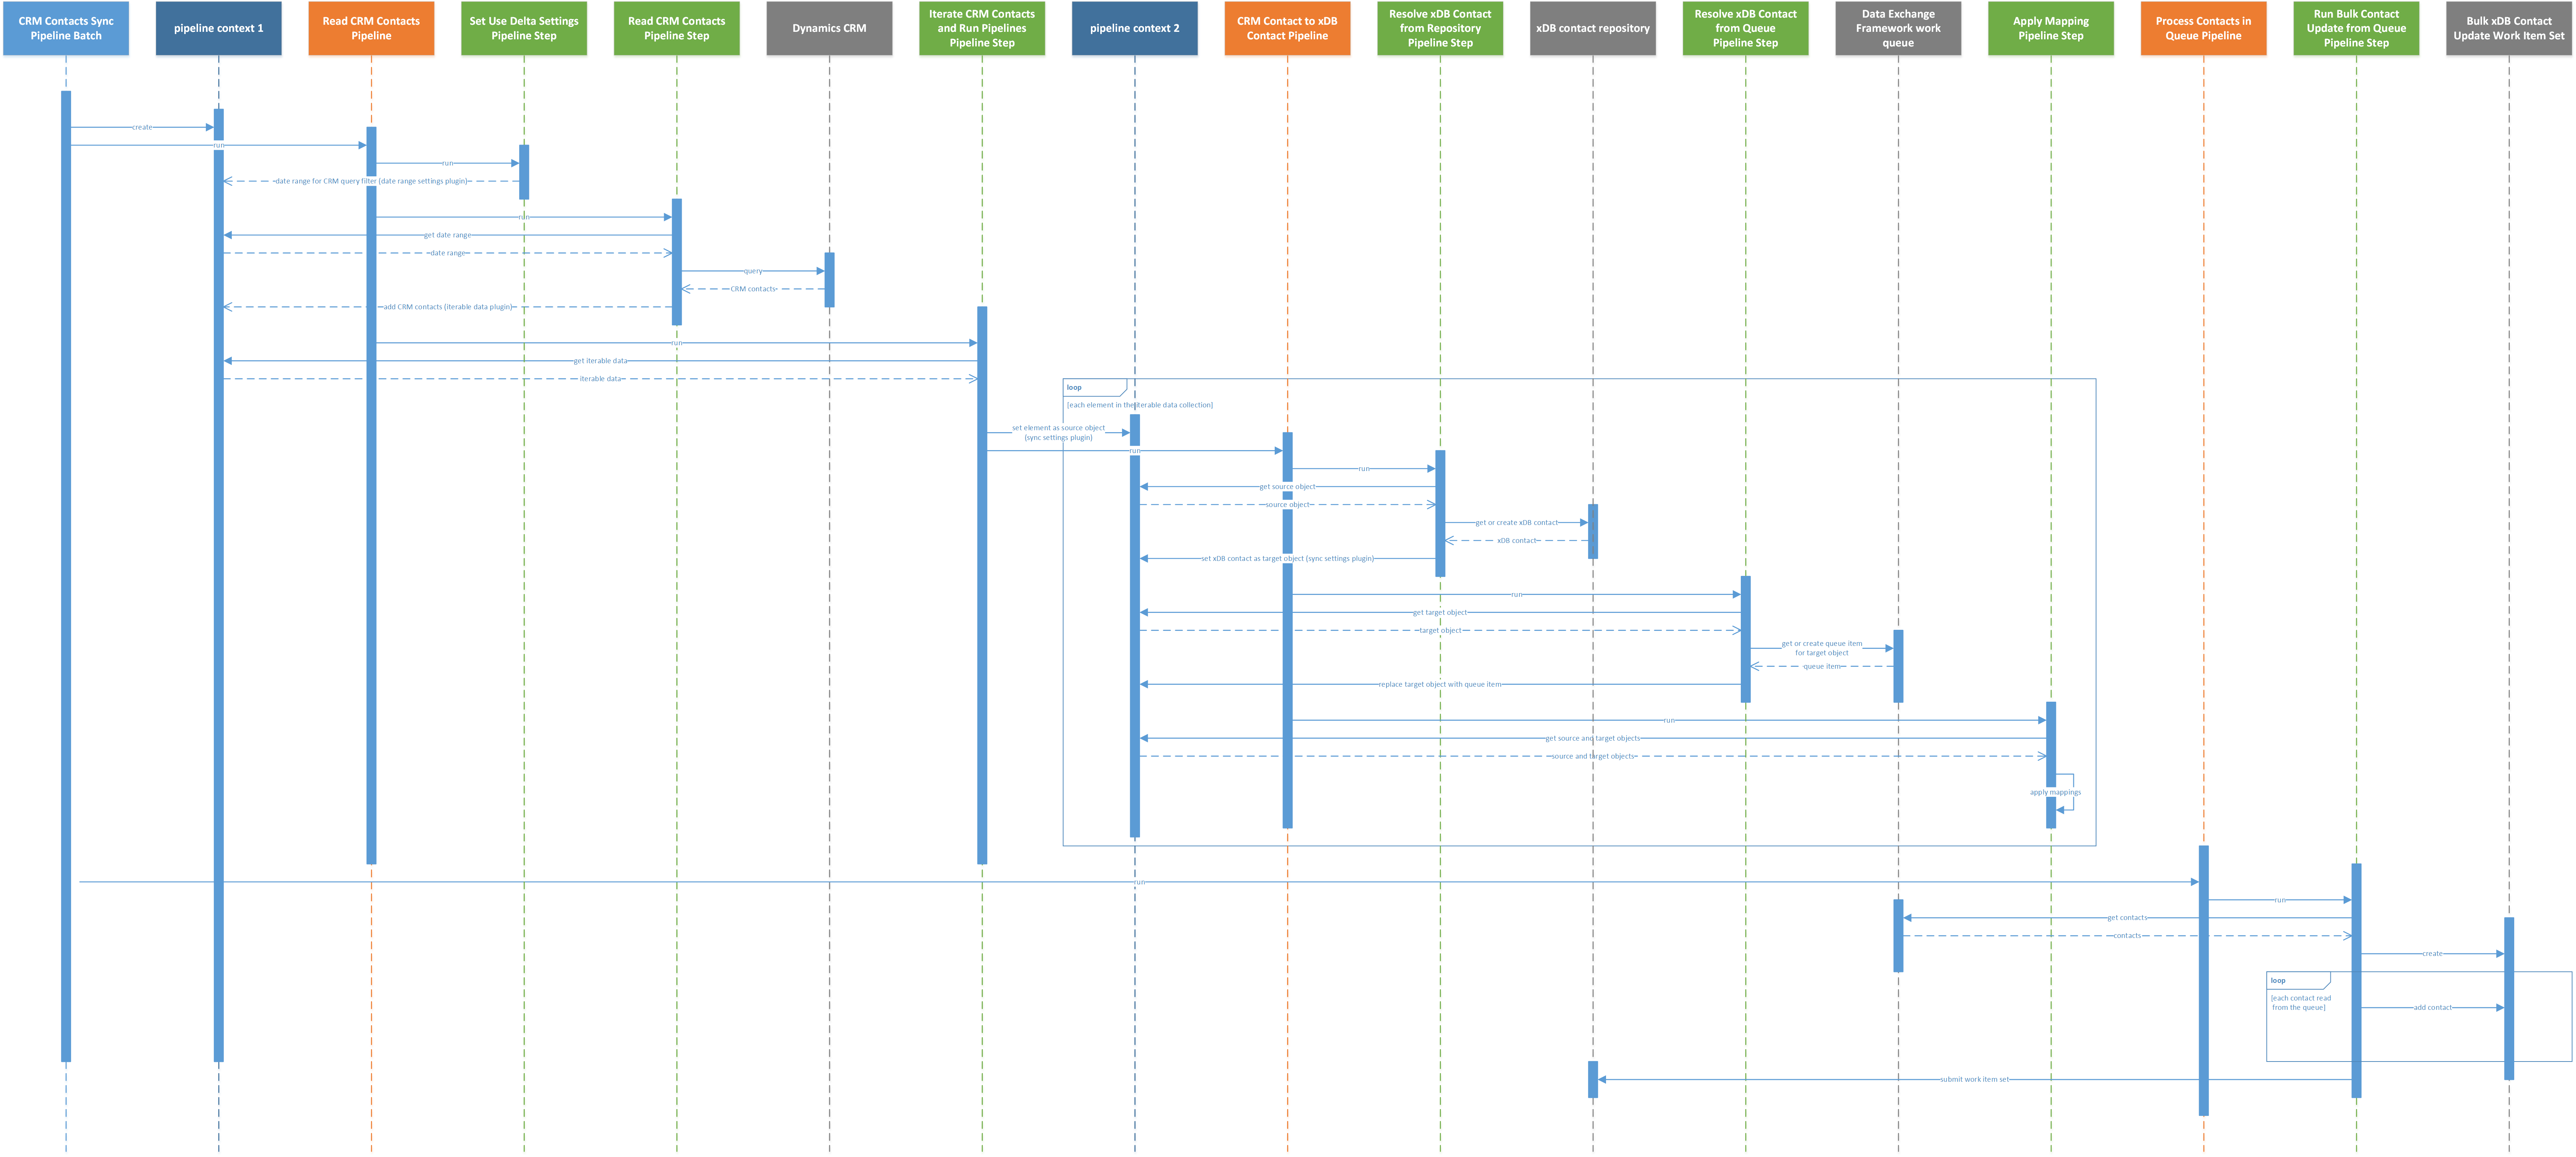 CRM Contacts Sync
Pipeline Batch
pipeline context 1
Read CRM Contacts
Pipeline
Set Use Delta Settings
Pipeline Step
Read CRM Contacts
Pipeline Step
Dynamics CRM
Iterate CRM Contacts
and Run Pipelines
Pipeline Step
pipeline context 2
CRM Contact to xDB
Contact Pipeline
Resolve xDB Contact
from Repository
Pipeline Step
xDB contact repository
Resolve xDB Contact
from Queue
Pipeline Step
Data Exchange
Framework work
queue
Apply Mapping
Pipeline Step
Process Contacts in
Queue Pipeline
Run Bulk Contact
Update from Queue
Pipeline Step
Bulk xDB Contact
Update Work Item Set
create
run
run
date range for CRM query filter (date range settings plugin)
run
get date range
date range
query
CRM contacts
add CRM contacts (iterable data plugin)
run
get iterable data
iterable data
loop
[each element in the iterable data collection]
set element as source object
(sync settings plugin)
run
run
get source object
source object
get or create xDB contact
xDB contact
set xDB contact as target object (sync settings plugin)
run
get target object
target object
get or create queue item
for target object
queue item
replace target object with queue item
run
get source and target objects
source and target objects
apply mappings
run
run
get contacts
contacts
create
loop
[each contact read
from the queue]
add contact
submit work item set